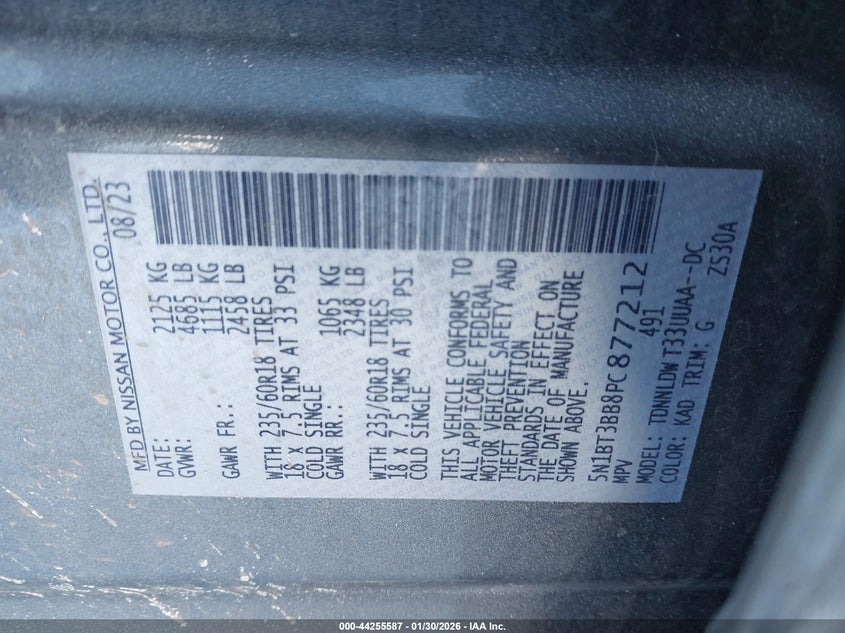 MFD BY NISSAN MOTOR CO., LTD.
DATE: 08/23
GVWR: 2125 KG
4685 LB
GAWR FR.: 1115 KG
2458 LB
WITH 235/60R18 TIRES
18 X 7.5 RIMS AT 33 PSI
COLD SINGLE
GAWR RR.: 1065 KG
2348 LB
WITH 235/60R18 TIRES
18 X 7.5 RIMS AT 30 PSI
COLD SINGLE
THIS VEHICLE CONFORMS TO
ALL APPLICABLE FEDERAL
MOTOR VEHICLE SAFETY AND
THEFT PREVENTION
STANDARDS IN EFFECT ON
THE DATE OF MANUFACTURE
SHOWN ABOVE.
5N1BT3BB8PC877212
MPV 491
MODEL: TDNNLDWT33UUAA--DC
COLOR: KAD TRIM: G ZS30A
000-44255587 - 01/30/2026 - IAA Inc.